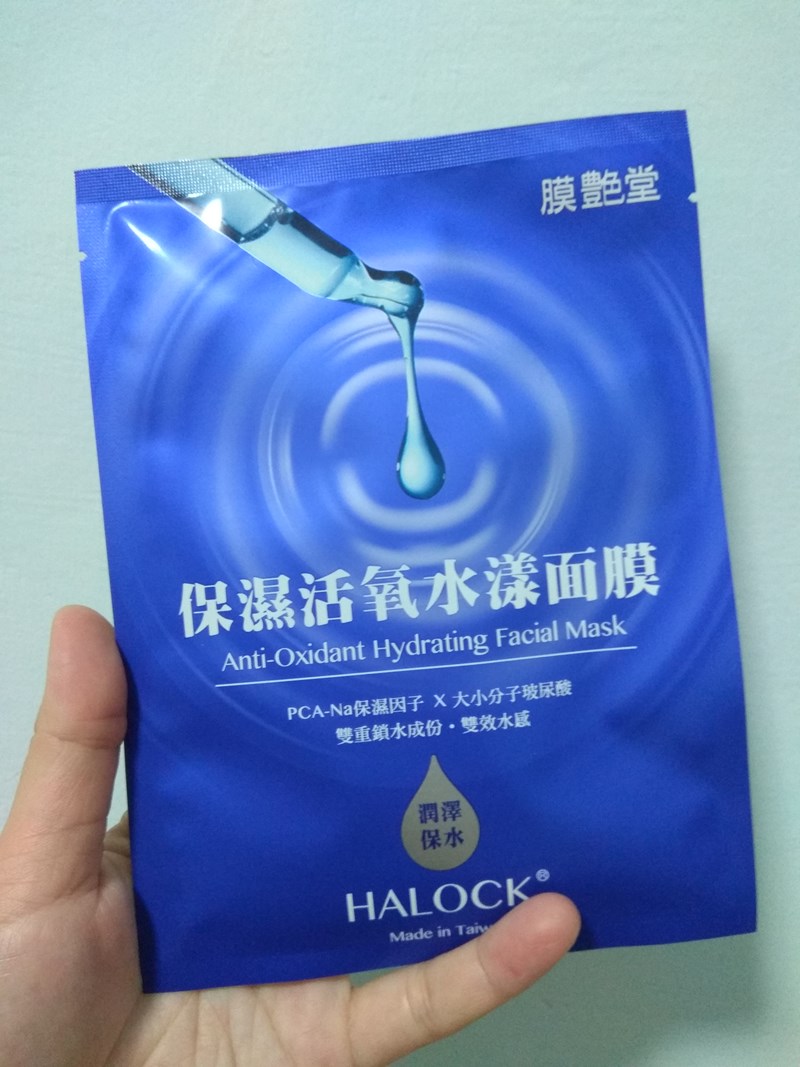 膜艷堂
保濕活氧水漾面膜
Anti-Oxidant Hydrating Facial Mask
PCA-Na保濕因子 X 大小分子玻尿酸
雙重鎖水成份・雙效水感
潤澤
保水
HALOCK®
Made in